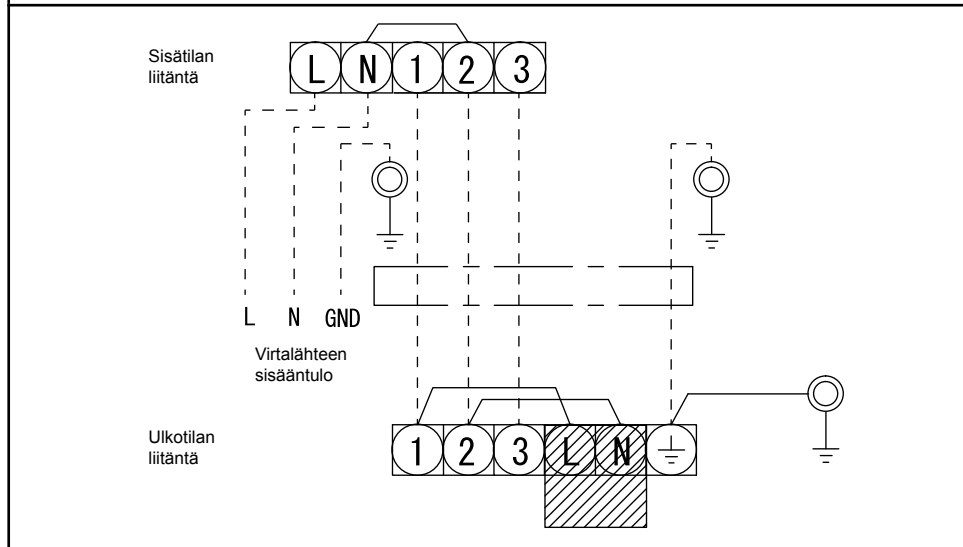 Sisätilan
liitäntä
L N 1 2 3
L N GND
Virtalähteen
sisääntulo
Ulkotilan
liitäntä
1 2 3 L N